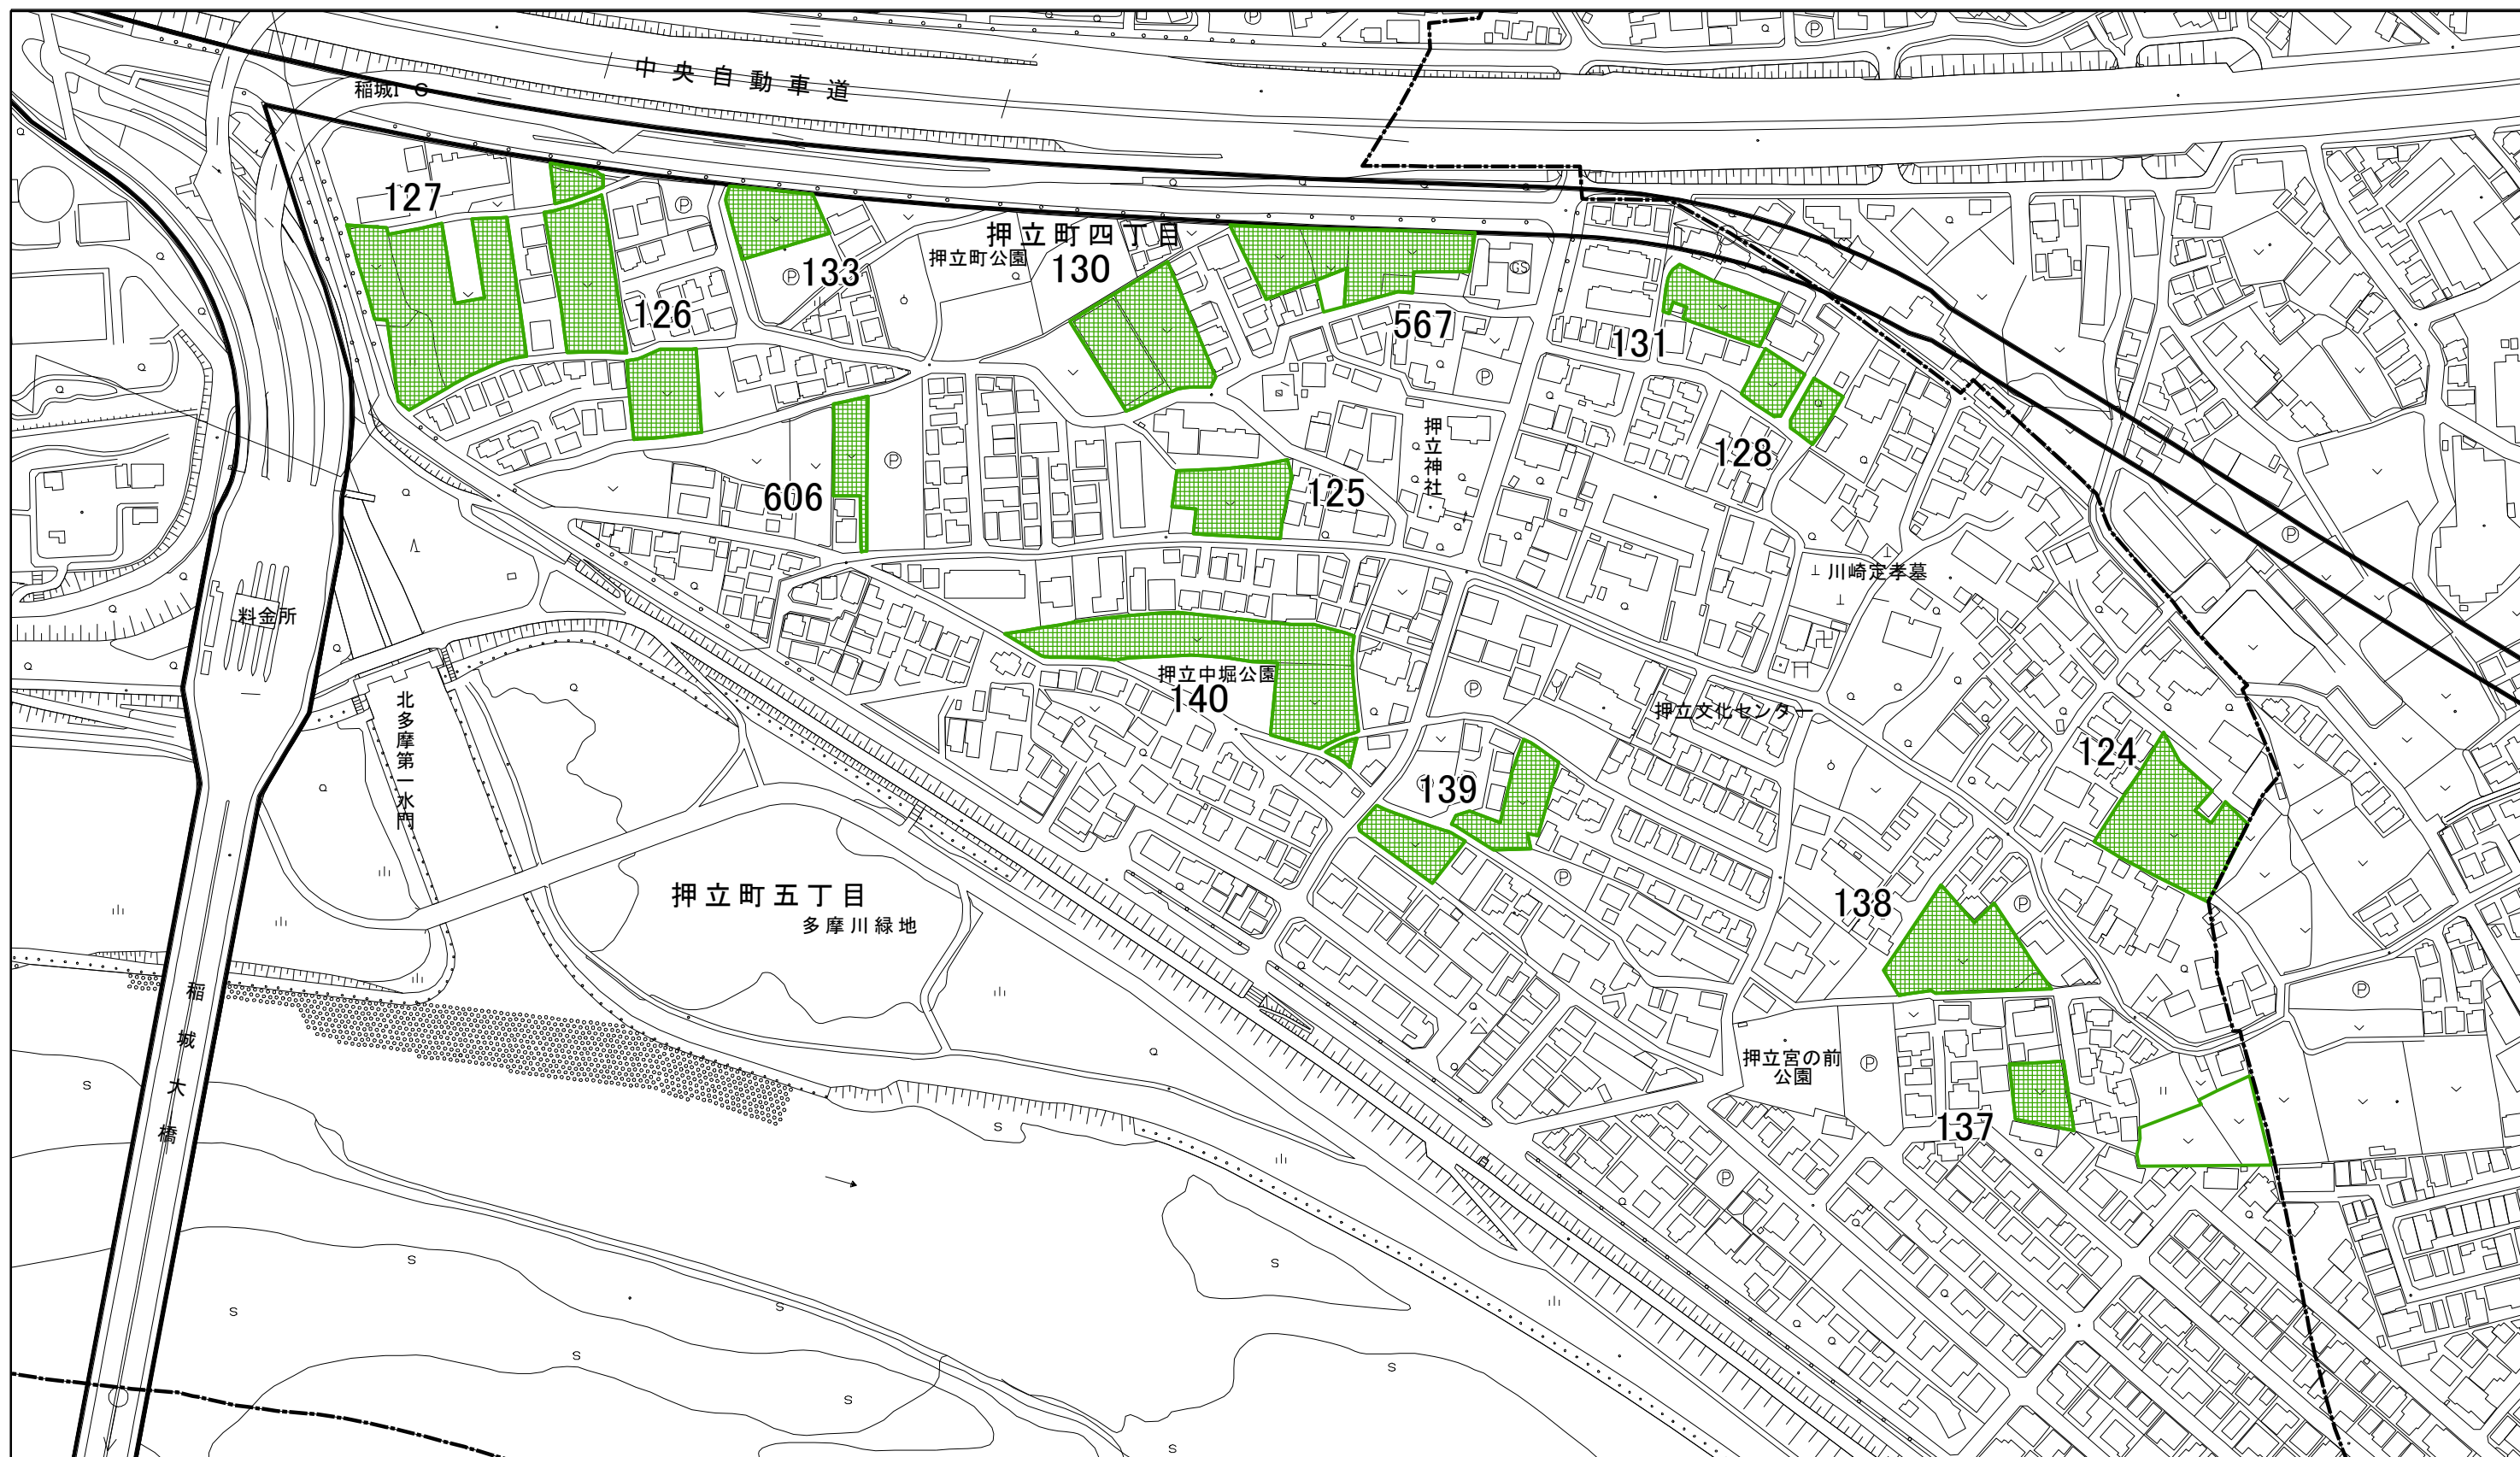 中央自動車道
稲城I C
127
押立町四丁目
押立町公園
130
133
126
567
131
押立神社
128
606
125
川崎定孝墓
料金所
押立中堀公園
140
北多摩第一水門
押立文化センター
124
139
押立町五丁目
多摩川緑地
138
稲城大橋
押立宮の前
公園
137
GS